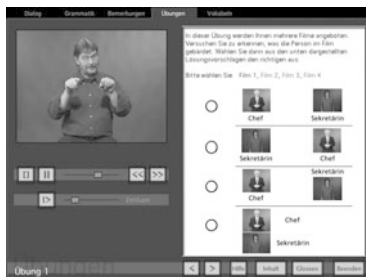 Dialog Grammatik Bemerkungen Übungen Vokabeln
In dieser Übung werden Ihnen mehrere Filme angeboten.
Versuchen Sie zu erkennen, was die Person im Film
gebärdet. Wählen Sie dann aus den unten dargestellten
Lösungsvorschlägen den richtigen aus.
Bitte wählen Sie Film 1, Film 2, Film 3, Film 4
Chef Sekretärin
Sekretärin Chef
Sekretärin
Chef
Chef
Sekretärin
Zeitlupe
Übung 1
< > Hilfe Inhalt Glossen Beenden